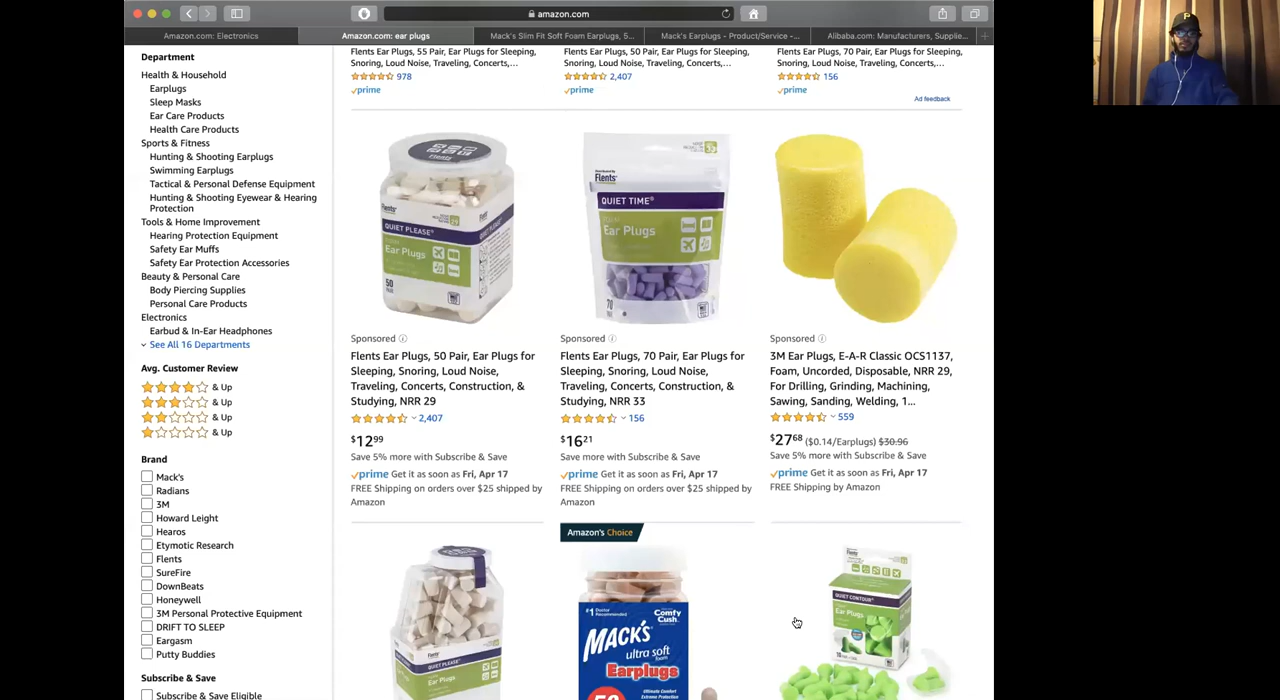 amazon.com
Amazon.com: Electronics
Amazon.com: ear plugs
Mack's Slim Fit Soft Foam Earplugs, 5...
Mack's Earplugs - Product/Service -...
Alibaba.com: Manufacturers, Supplie...
Department
Health & Household
Earplugs
Sleep Masks
Ear Care Products
Health Care Products
Sports & Fitness
Hunting & Shooting Earplugs
Swimming Earplugs
Tactical & Personal Defense Equipment
Hunting & Shooting Eyewear & Hearing
Protection
Tools & Home Improvement
Hearing Protection Equipment
Safety Ear Muffs
Safety Ear Protection Accessories
Beauty & Personal Care
Body Piercing Supplies
Personal Care Products
Electronics
Earbud & In-Ear Headphones
See All 16 Departments
Avg. Customer Review
& Up
& Up
& Up
& Up
Brand
Mack's
Radians
3M
Howard Leight
Hearos
Etymotic Research
Flents
SureFire
DownBeats
Honeywell
3M Personal Protective Equipment
DRIFT TO SLEEP
Eargasm
Putty Buddies
Subscribe & Save
Subscribe & Save Eligible
Flents Ear Plugs, 55 Pair, Ear Plugs for Sleeping,
Snoring, Loud Noise, Traveling, Concerts,...
978
prime
Flents Ear Plugs, 50 Pair, Ear Plugs for Sleeping,
Snoring, Loud Noise, Traveling, Concerts,...
2,407
prime
Flents Ear Plugs, 70 Pair, Ear Plugs for Sleeping,
Snoring, Loud Noise, Traveling, Concerts,...
156
prime
Ad feedback
Flents
QUIET PLEASE®
Ear Plugs
50
Sponsored
Flents Ear Plugs, 50 Pair, Ear Plugs for
Sleeping, Snoring, Loud Noise,
Traveling, Concerts, Construction, &
Studying, NRR 29
2,407
$12.99
Save 5% more with Subscribe & Save
prime Get it as soon as Fri, Apr 17
FREE Shipping on orders over $25 shipped by
Amazon
Flents
QUIET TIME®
Ear Plugs
70
Sponsored
Flents Ear Plugs, 70 Pair, Ear Plugs for
Sleeping, Snoring, Loud Noise,
Traveling, Concerts, Construction, &
Studying, NRR 33
156
$16.21
Save more with Subscribe & Save
prime Get it as soon as Fri, Apr 17
FREE Shipping on orders over $25 shipped by
Amazon
Sponsored
3M Ear Plugs, E-A-R Classic OCS1137,
Foam, Uncorded, Disposable, NRR 29,
For Drilling, Grinding, Machining,
Sawing, Sanding, Welding, 1...
559
$27.68 ($0.14/Earplugs) $30.96
Save 5% more with Subscribe & Save
prime Get it as soon as Fri, Apr 17
FREE Shipping by Amazon
QUIET PLEASE®
Ear Plugs
Amazon's Choice
#1 Doctor
Recommended
Comfy
Cush
MACK'S
ultra soft
foam
Earplugs
50
QUIET CONTOUR®
Ear Plugs
P